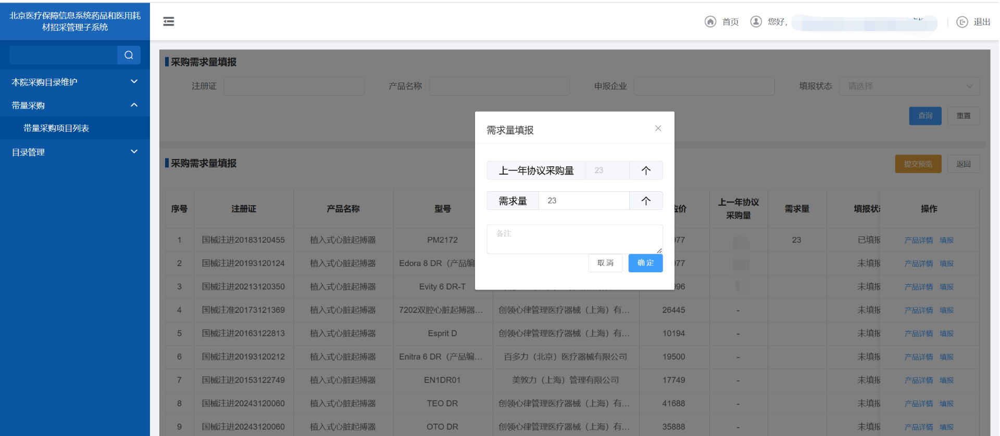 北京医疗保障信息系统药品和医用耗
材招采管理子系统
首页 您好, 退出
本院采购目录维护
带量采购
带量采购项目列表
目录管理
采购需求量填报
注册证 产品名称 申报企业 填报状态 请选择
查询 重置
采购需求量填报
提交预览 返回
需求量填报
上一年协议采购量 23 个
需求量 23 个
备注
取消 确定
序号 注册证 产品名称 型号 应价 上一年协议采购量 需求量 填报状 操作
1 国械注进20183120455 植入式心脏起搏器 PM2172 977 23 已填报 产品详情 填报
2 国械注进20193120124 植入式心脏起搏器 Edora 8 DR（产品编 977 未填报 产品详情 填报
3 国械注进20213120350 植入式心脏起搏器 Evity 6 DR-T 996 未填报 产品详情 填报
4 国械注准20173121369 植入式心脏起搏器 7202双腔心脏起搏器... 创领心律管理医疗器械（上海）有... 26445 - 未填报 产品详情 填报
5 国械注进20163122813 植入式心脏起搏器 Esprit D 创领心律管理医疗器械（上海）有... 10194 - 未填报 产品详情 填报
6 国械注进20193120212 植入式心脏起搏器 Enitra 6 DR（产品编... 百多力（北京）医疗器械有限公司 19500 - 未填报 产品详情 填报
7 国械注进20153122749 植入式心脏起搏器 EN1DR01 美敦力（上海）管理有限公司 17749 - 未填报 产品详情 填报
8 国械注进20243120060 植入式心脏起搏器 TEO DR 创领心律管理医疗器械（上海）有... 41688 - 未填报 产品详情 填报
9 国械注进20243120060 植入式心脏起搏器 OTO DR 创领心律管理医疗器械（上海）有... 35888 - 未填报 产品详情 填报